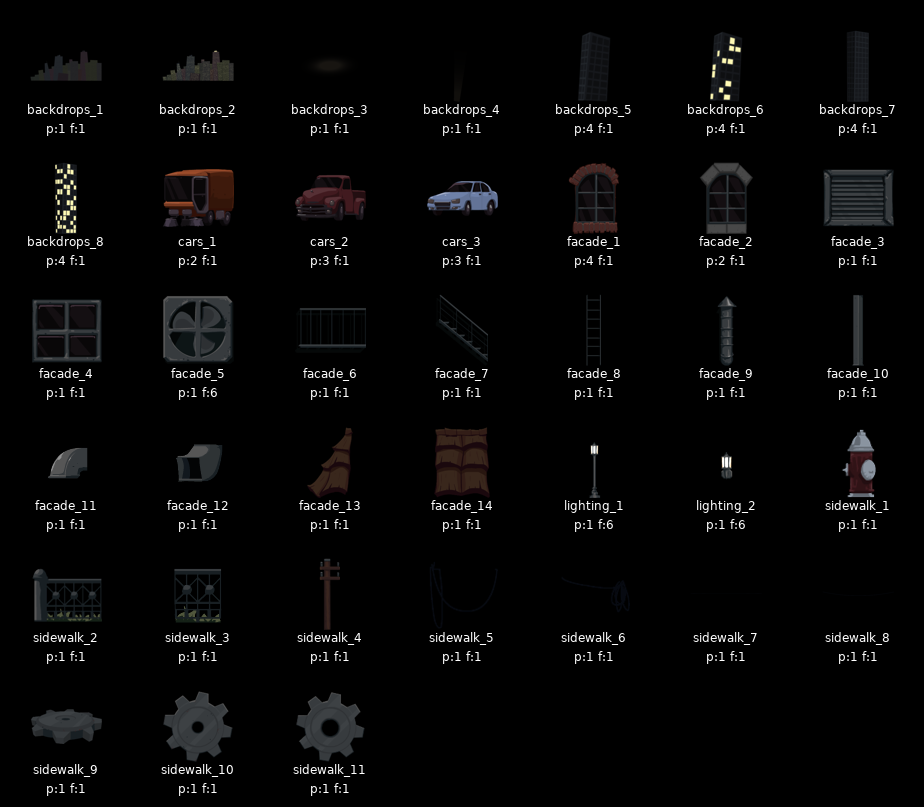 backdrops_1 backdrops_2 backdrops_3 backdrops_4 backdrops_5 backdrops_6 backdrops_7
p:1 f:1 p:1 f:1 p:1 f:1 p:1 f:1 p:4 f:1 p:4 f:1 p:4 f:1
backdrops_8 cars_1 cars_2 cars_3 facade_1 facade_2 facade_3
p:4 f:1 p:2 f:1 p:3 f:1 p:3 f:1 p:4 f:1 p:2 f:1 p:1 f:1
facade_4 facade_5 facade_6 facade_7 facade_8 facade_9 facade_10
p:1 f:1 p:1 f:6 p:1 f:1 p:1 f:1 p:1 f:1 p:1 f:1 p:1 f:1
facade_11 facade_12 facade_13 facade_14 lighting_1 lighting_2 sidewalk_1
p:1 f:1 p:1 f:1 p:1 f:1 p:1 f:1 p:1 f:6 p:1 f:6 p:1 f:1
sidewalk_2 sidewalk_3 sidewalk_4 sidewalk_5 sidewalk_6 sidewalk_7 sidewalk_8
p:1 f:1 p:1 f:1 p:1 f:1 p:1 f:1 p:1 f:1 p:1 f:1 p:1 f:1
sidewalk_9 sidewalk_10 sidewalk_11
p:1 f:1 p:1 f:1 p:1 f:1